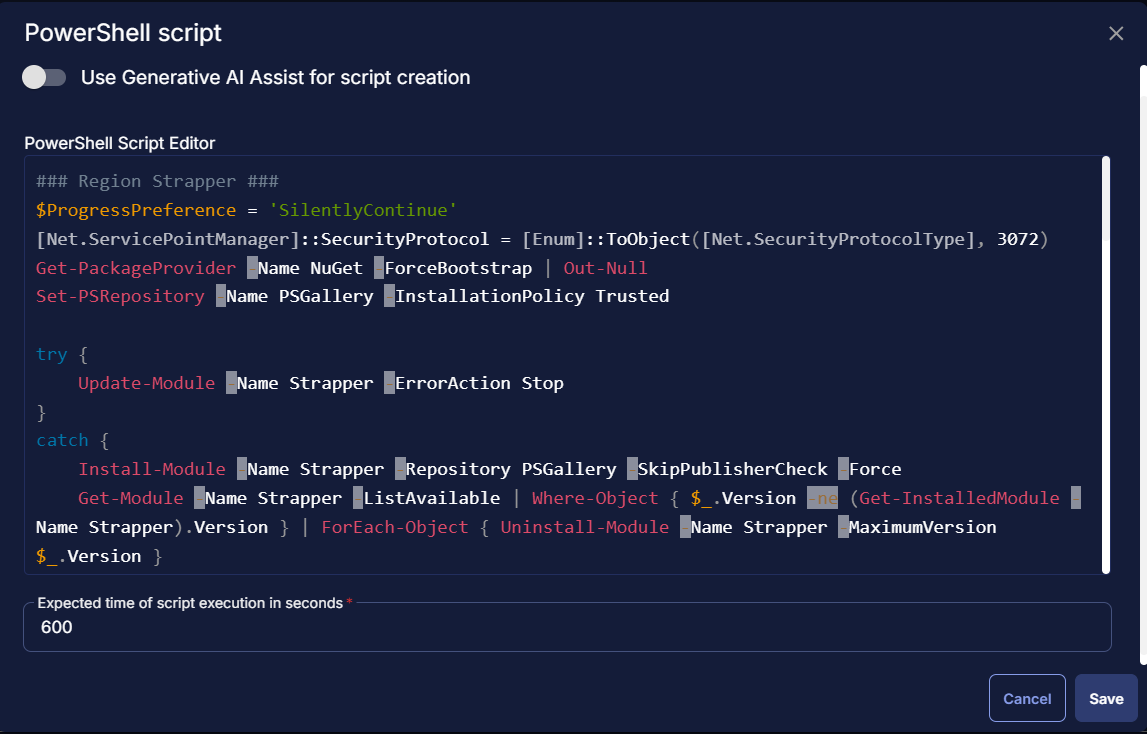 PowerShell script
Use Generative AI Assist for script creation
PowerShell Script Editor
### Region Strapper ###
$ProgressPreference = 'SilentlyContinue'
[Net.ServicePointManager]::SecurityProtocol = [Enum]::ToObject([Net.SecurityProtocolType], 3072)
Get-PackageProvider -Name NuGet -ForceBootstrap | Out-Null
Set-PSRepository -Name PSGallery -InstallationPolicy Trusted

try {
    Update-Module -Name Strapper -ErrorAction Stop
}
catch {
    Install-Module -Name Strapper -Repository PSGallery -SkipPublisherCheck -Force
    Get-Module -Name Strapper -ListAvailable | Where-Object { $_.Version -ne (Get-InstalledModule -
Name Strapper).Version } | ForEach-Object { Uninstall-Module -Name Strapper -MaximumVersion
$_.Version }
Expected time of script execution in seconds *
600
Cancel
Save